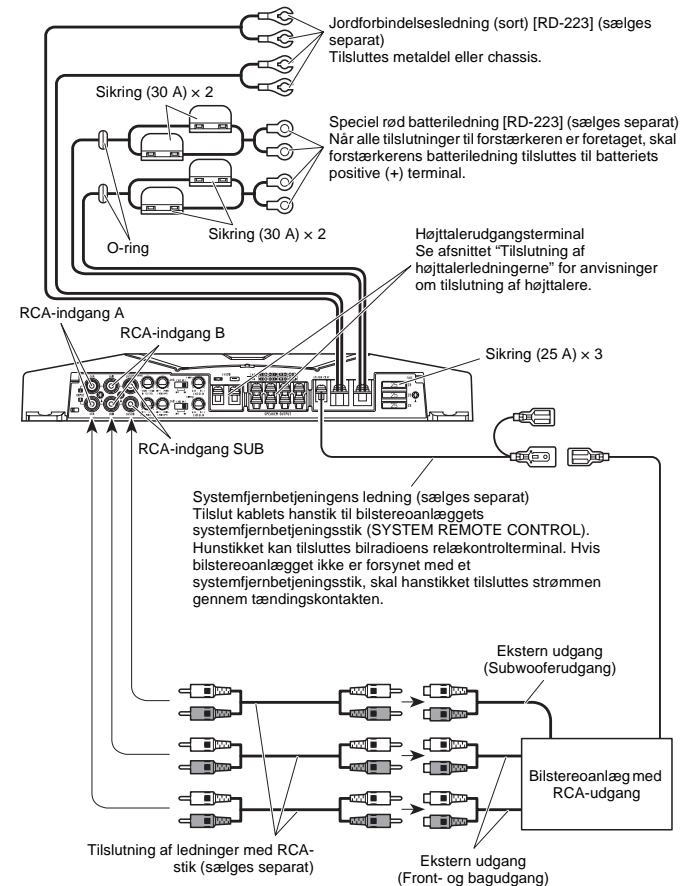 Jordforbindelsesledning (sort) [RD-223] (sælges
separat)
Tilsluttes metaldel eller chassis.
Sikring (30 A) × 2
Speciel rød batteriledning [RD-223] (sælges separat)
Når alle tilslutninger til forstærkeren er foretaget, skal
forstærkerens batteriledning tilsluttes til batteriets
positive (+) terminal.
Sikring (30 A) × 2
O-ring
Højttalerudgangsterminal
Se afsnittet “Tilslutning af
højttalerledningerne” for anvisninger
om tilslutning af højttalere.
RCA-indgang A
RCA-indgang B
Sikring (25 A) × 3
SPEAKER OUTPUT
RCA-indgang SUB
Systemfjernbetjeningens ledning (sælges separat)
Tilslut kablets hanstik til bilstereoanlæggets
systemfjernbetjeningsstik (SYSTEM REMOTE CONTROL).
Hunstikket kan tilsluttes bilradioens relækontrolterminal. Hvis
bilstereoanlægget ikke er forsynet med et
systemfjernbetjeningsstik, skal hanstikket tilsluttes strømmen
gennem tændingskontakten.
Ekstern udgang
(Subwooferudgang)
Bilstereoanlæg med
RCA-udgang
Tilslutning af ledninger med RCA-
stik (sælges separat)
Ekstern udgang
(Front- og bagudgang)